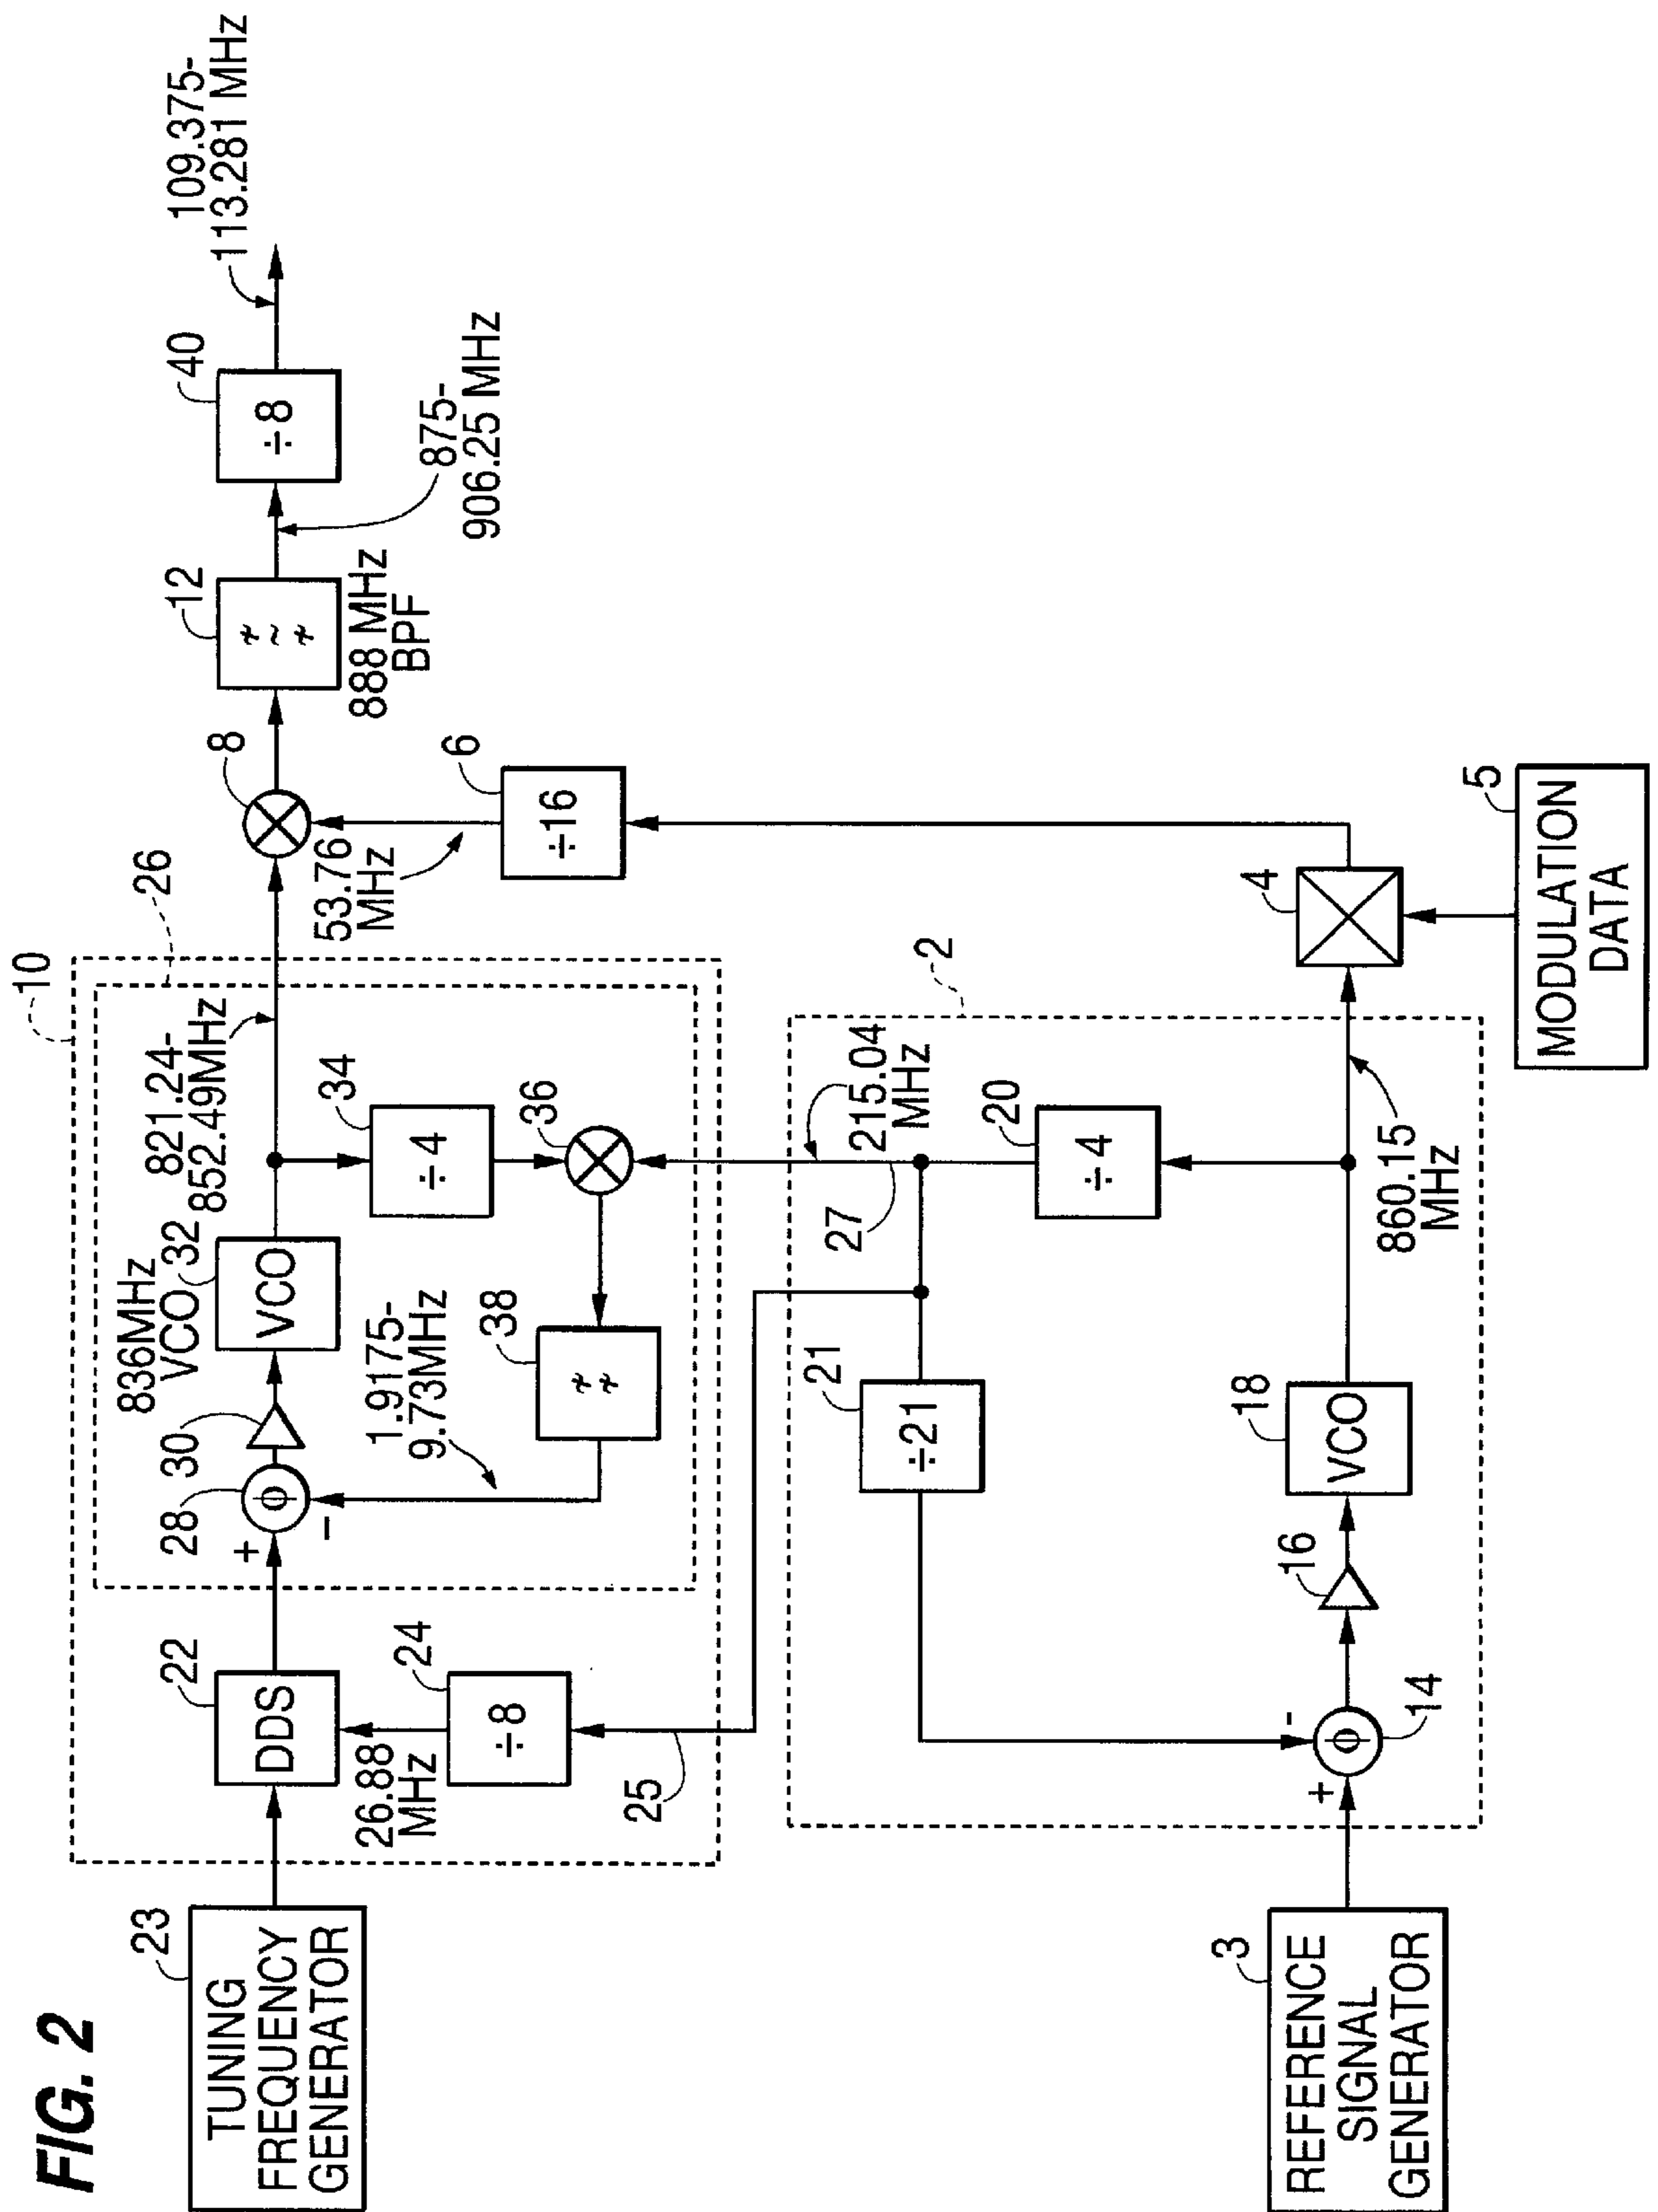 FIG. 2
23
TUNING
FREQUENCY
GENERATOR
22
DDS
26.88
MHz
24
÷8
25
10
26
28
+
-
ϕ
30
836MHz
VCO
32
VCO
821.24-
852.49MHz
34
÷4
36
1.9175-
9.73MHz
38
8
53.76
MHz
6
÷16
12
888 MHz
BPF
875-
906.25 MHz
40
÷8
109.375-
113.281 MHz
3
REFERENCE
SIGNAL
GENERATOR
2
+
-
ϕ
14
16
18
VCO
21
÷21
27
215.04
MHz
20
÷4
860.15
MHz
4
5
MODULATION
DATA